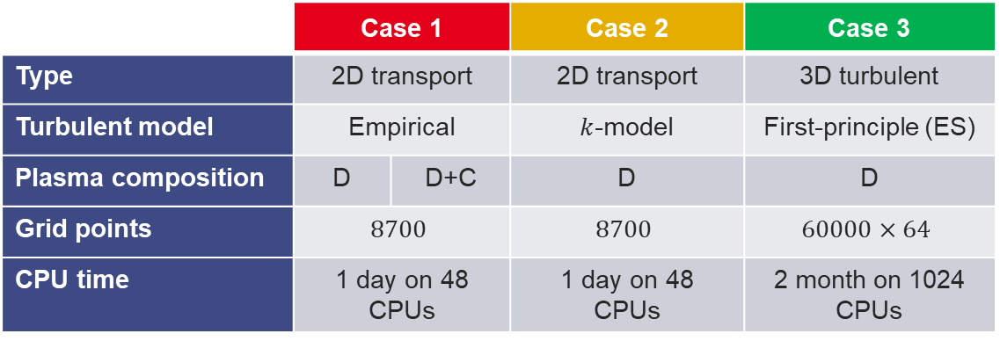 Case 1 Case 2 Case 3
Type 2D transport 2D transport 3D turbulent
Turbulent model Empirical k-model First-principle (ES)
Plasma composition D D+C D D
Grid points 8700 8700 60000 × 64
CPU time 1 day on 48 1 day on 48 2 month on 1024
CPUs CPUs CPUs